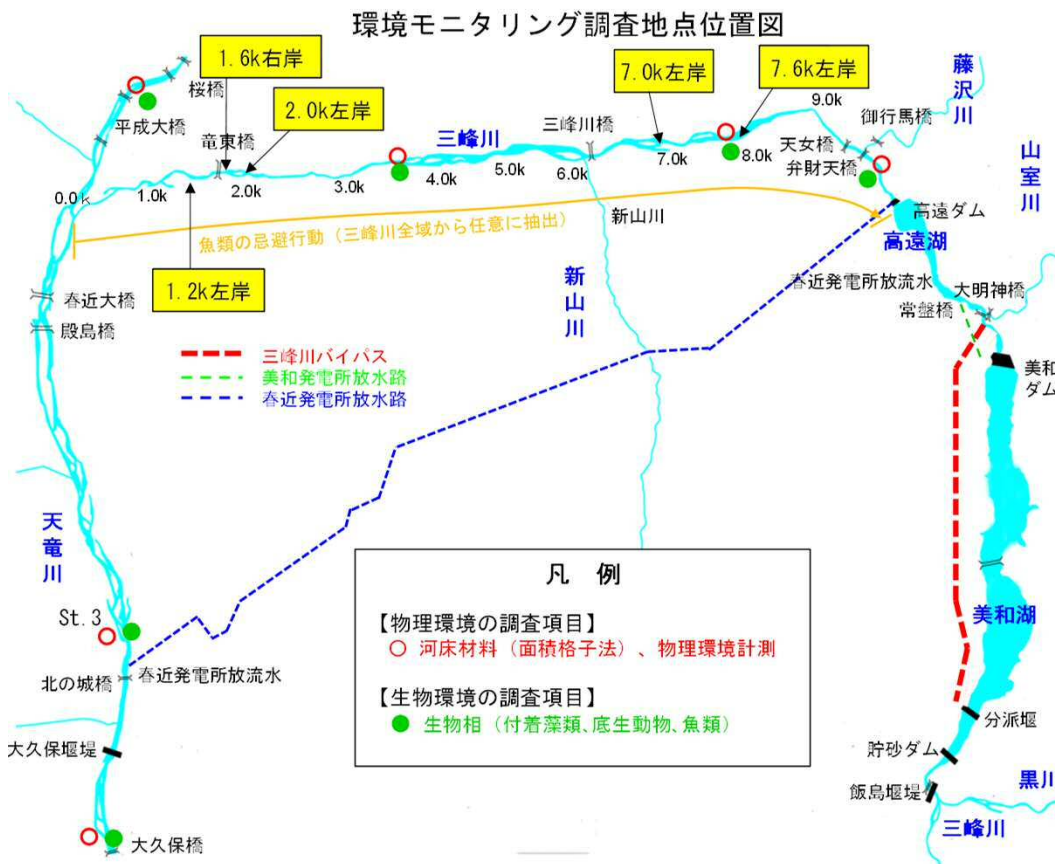 環境モニタリング調査地点位置図
1.6k右岸
7.0k左岸
7.6k左岸
藤沢川
桜橋
2.0k左岸
9.0k
御行馬橋
平成大橋
竜東橋
三峰川
三峰川橋
天女橋
山室川
7.0k
8.0k
弁財天橋
0.0k
1.0k
2.0k
3.0k
4.0k
5.0k
6.0k
新山川
高遠ダム
魚類の忌避行動（三峰川全域から任意に抽出）
高遠湖
1.2k左岸
新山川
春近発電所放流水
大明神橋
春近大橋
常盤橋
殿島橋
三峰川バイパス
美和発電所放水路
春近発電所放水路
美和
ダム
天竜川
凡 例
St.3
【物理環境の調査項目】
河床材料（面積格子法）、物理環境計測
美和湖
北の城橋
春近発電所放流水
【生物環境の調査項目】
生物相（付着藻類、底生動物、魚類）
分派堰
大久保堰堤
貯砂ダム
飯島堰堤
黒川
三峰川
大久保橋